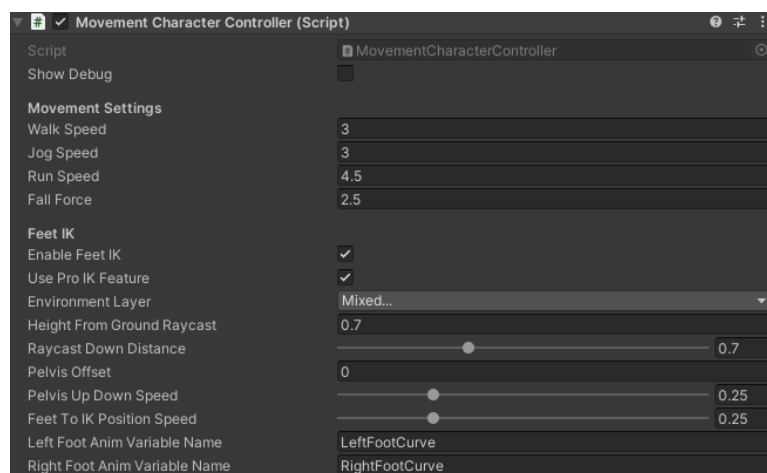 Movement Character Controller (Script)
Script MovementCharacterController
Show Debug
Movement Settings
Walk Speed 3
Jog Speed 3
Run Speed 4.5
Fall Force 2.5
Feet IK
Enable Feet IK
Use Pro IK Feature
Environment Layer Mixed...
Height From Ground Raycast 0.7
Raycast Down Distance 0.7
Pelvis Offset 0
Pelvis Up Down Speed 0.25
Feet To IK Position Speed 0.25
Left Foot Anim Variable Name LeftFootCurve
Right Foot Anim Variable Name RightFootCurve